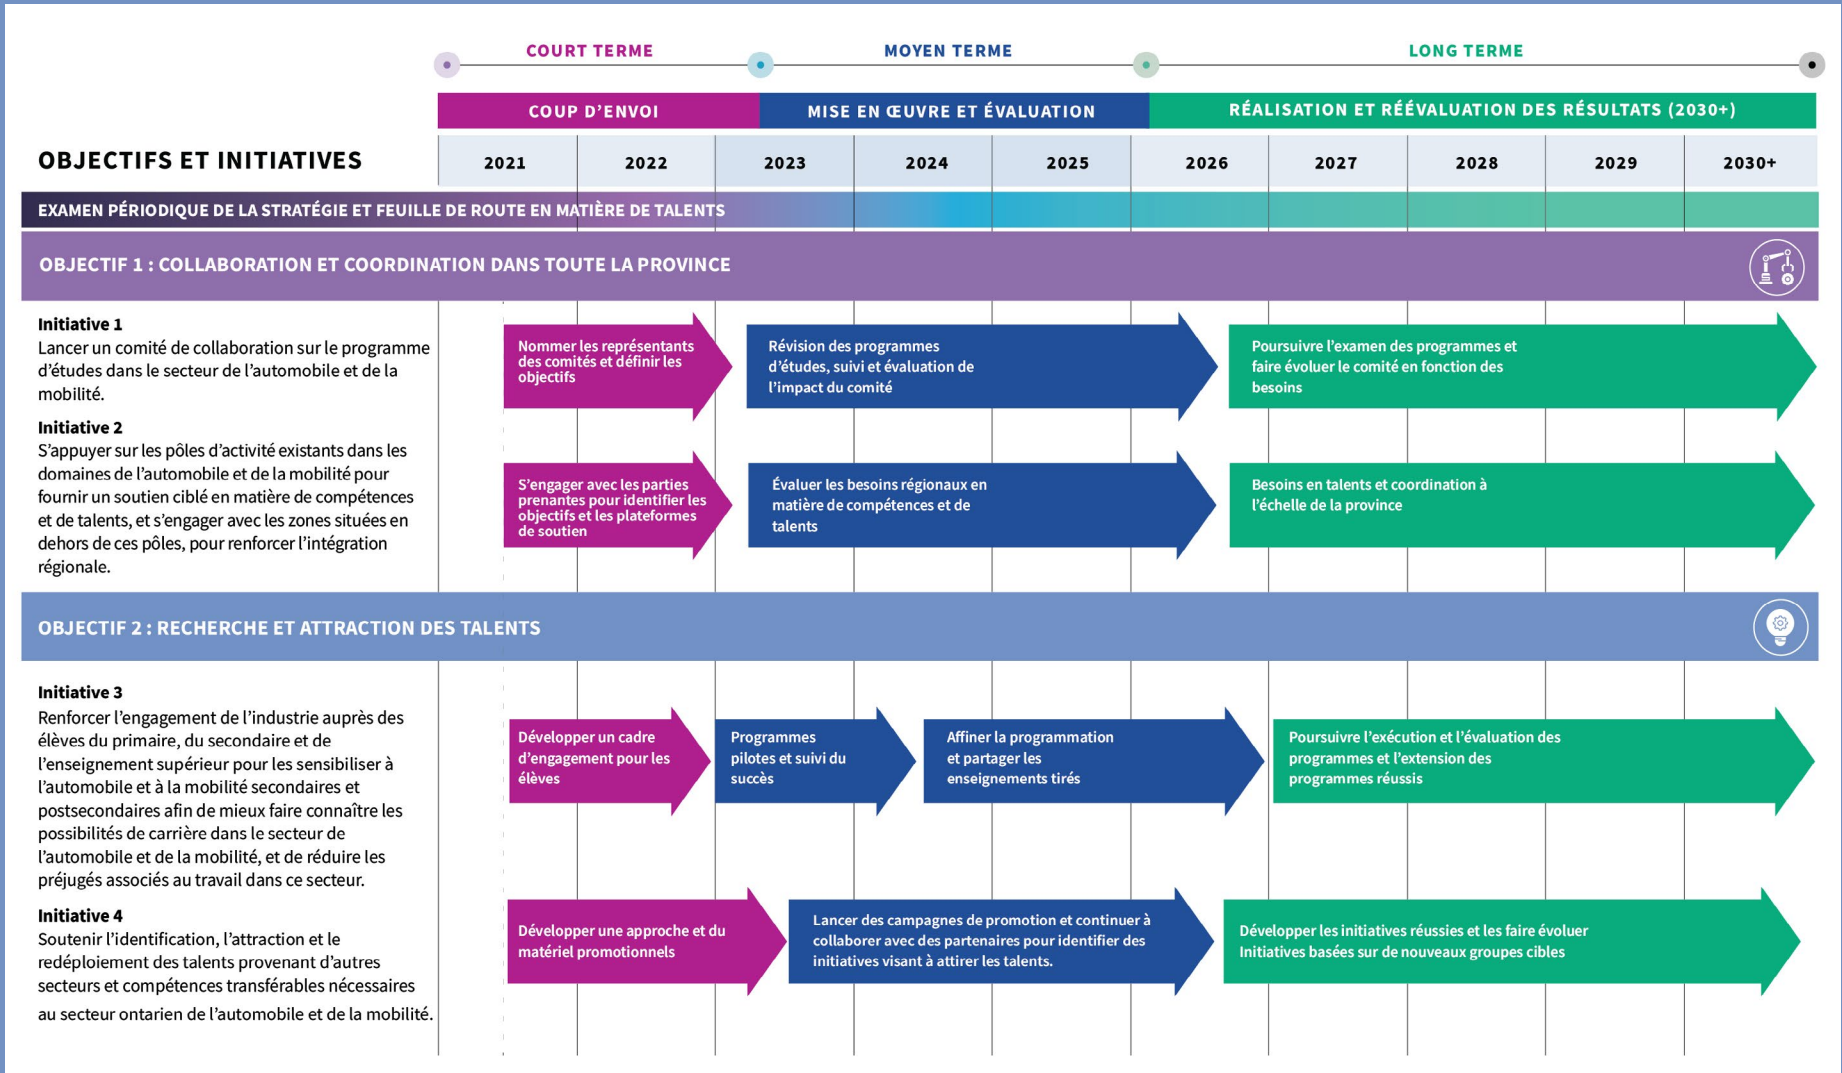 COURT TERME
MOYEN TERME
LONG TERME
COUP D’ENVOI
MISE EN ŒUVRE ET ÉVALUATION
RÉALISATION ET RÉÉVALUATION DES RÉSULTATS (2030+)
OBJECTIFS ET INITIATIVES
2021
2022
2023
2024
2025
2026
2027
2028
2029
2030+
EXAMEN PÉRIODIQUE DE LA STRATÉGIE ET FEUILLE DE ROUTE EN MATIÈRE DE TALENTS
OBJECTIF 1 : COLLABORATION ET COORDINATION DANS TOUTE LA PROVINCE
Initiative 1
Lancer un comité de collaboration sur le programme
d’études dans le secteur de l’automobile et de la
mobilité.
Nommer les représentants
des comités et définir les
objectifs
Révision des programmes
d’études, suivi et évaluation de
l’impact du comité
Poursuivre l’examen des programmes et
faire évoluer le comité en fonction des
besoins
Initiative 2
S’appuyer sur les pôles d’activité existants dans les
domaines de l’automobile et de la mobilité pour
fournir un soutien ciblé en matière de compétences
et de talents, et s’engager avec les zones situées en
dehors de ces pôles, pour renforcer l’intégration
régionale.
S’engager avec les parties
prenantes pour identifier les
objectifs et les plateformes
de soutien
Évaluer les besoins régionaux en
matière de compétences et de
talents
Besoins en talents et coordination à
l’échelle de la province
OBJECTIF 2 : RECHERCHE ET ATTRACTION DES TALENTS
Initiative 3
Renforcer l’engagement de l’industrie auprès des
élèves du primaire, du secondaire et de
l’enseignement supérieur pour les sensibiliser à
l’automobile et à la mobilité secondaires et
postsecondaires afin de mieux faire connaître les
possibilités de carrière dans le secteur de
l’automobile et de la mobilité, et de réduire les
préjugés associés au travail dans ce secteur.
Développer un cadre
d’engagement pour les
élèves
Programmes
pilotes et suivi du
succès
Affiner la programmation
et partager les
enseignements tirés
Poursuivre l’exécution et l’évaluation des
programmes et l’extension des
programmes réussis
Initiative 4
Soutenir l’identification, l’attraction et le
redéploiement des talents provenant d’autres
secteurs et compétences transférables nécessaires
au secteur ontarien de l’automobile et de la mobilité.
Développer une approche et du
matériel promotionnels
Lancer des campagnes de promotion et continuer à
collaborer avec des partenaires pour identifier des
initiatives visant à attirer les talents.
Développer les initiatives réussies et les faire évoluer
Initiatives basées sur de nouveaux groupes cibles